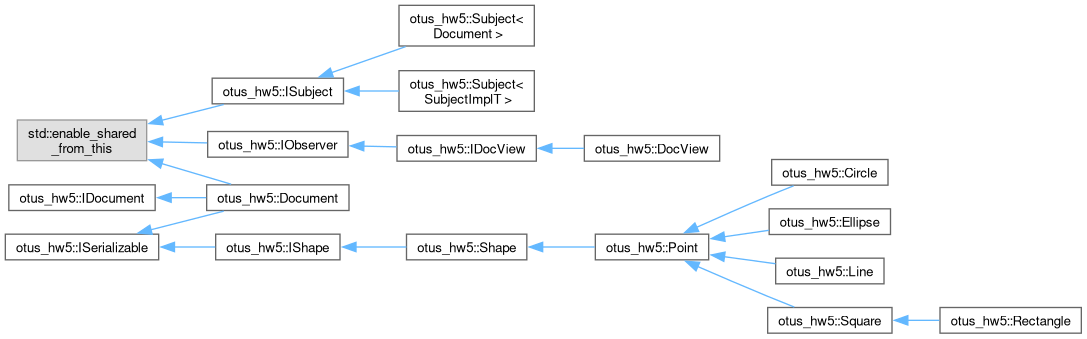 otus_hw5::Subject<
Document >
otus_hw5::ISubject
otus_hw5::Subject<
SubjectImplT >
std::enable_shared
_from_this
otus_hw5::IObserver
otus_hw5::IDocView
otus_hw5::DocView
otus_hw5::IDocument
otus_hw5::Document
otus_hw5::ISerializable
otus_hw5::IShape
otus_hw5::Shape
otus_hw5::Point
otus_hw5::Circle
otus_hw5::Ellipse
otus_hw5::Line
otus_hw5::Square
otus_hw5::Rectangle